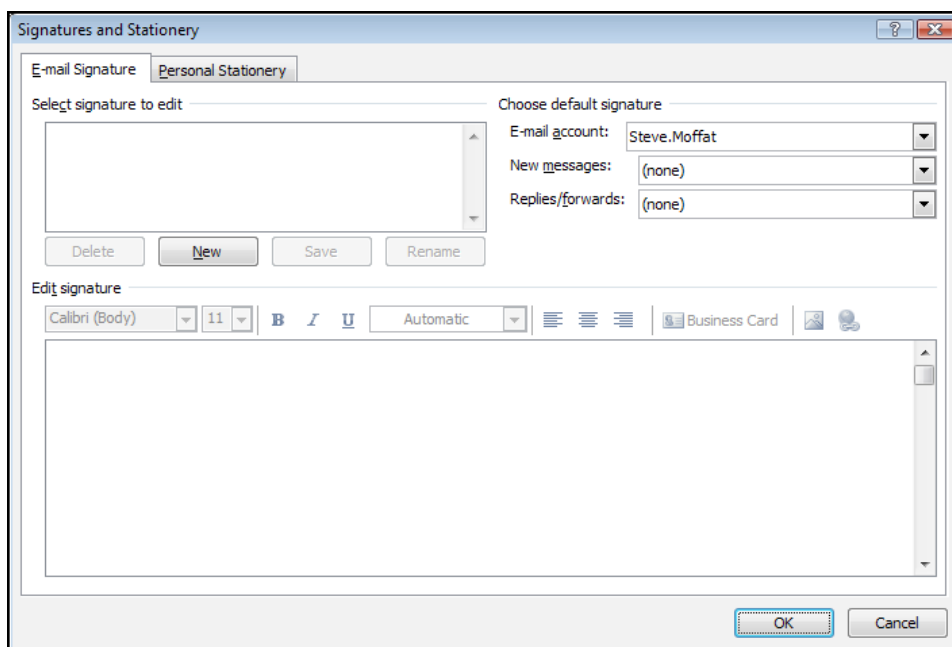 Signatures and Stationery
E-mail Signature Personal Stationery
Select signature to edit
Choose default signature
E-mail account: Steve.Moffat
New messages: (none)
Replies/forwards: (none)
Delete New Save Rename
Edit signature
Calibri (Body) 11 B I U Automatic Business Card
OK Cancel